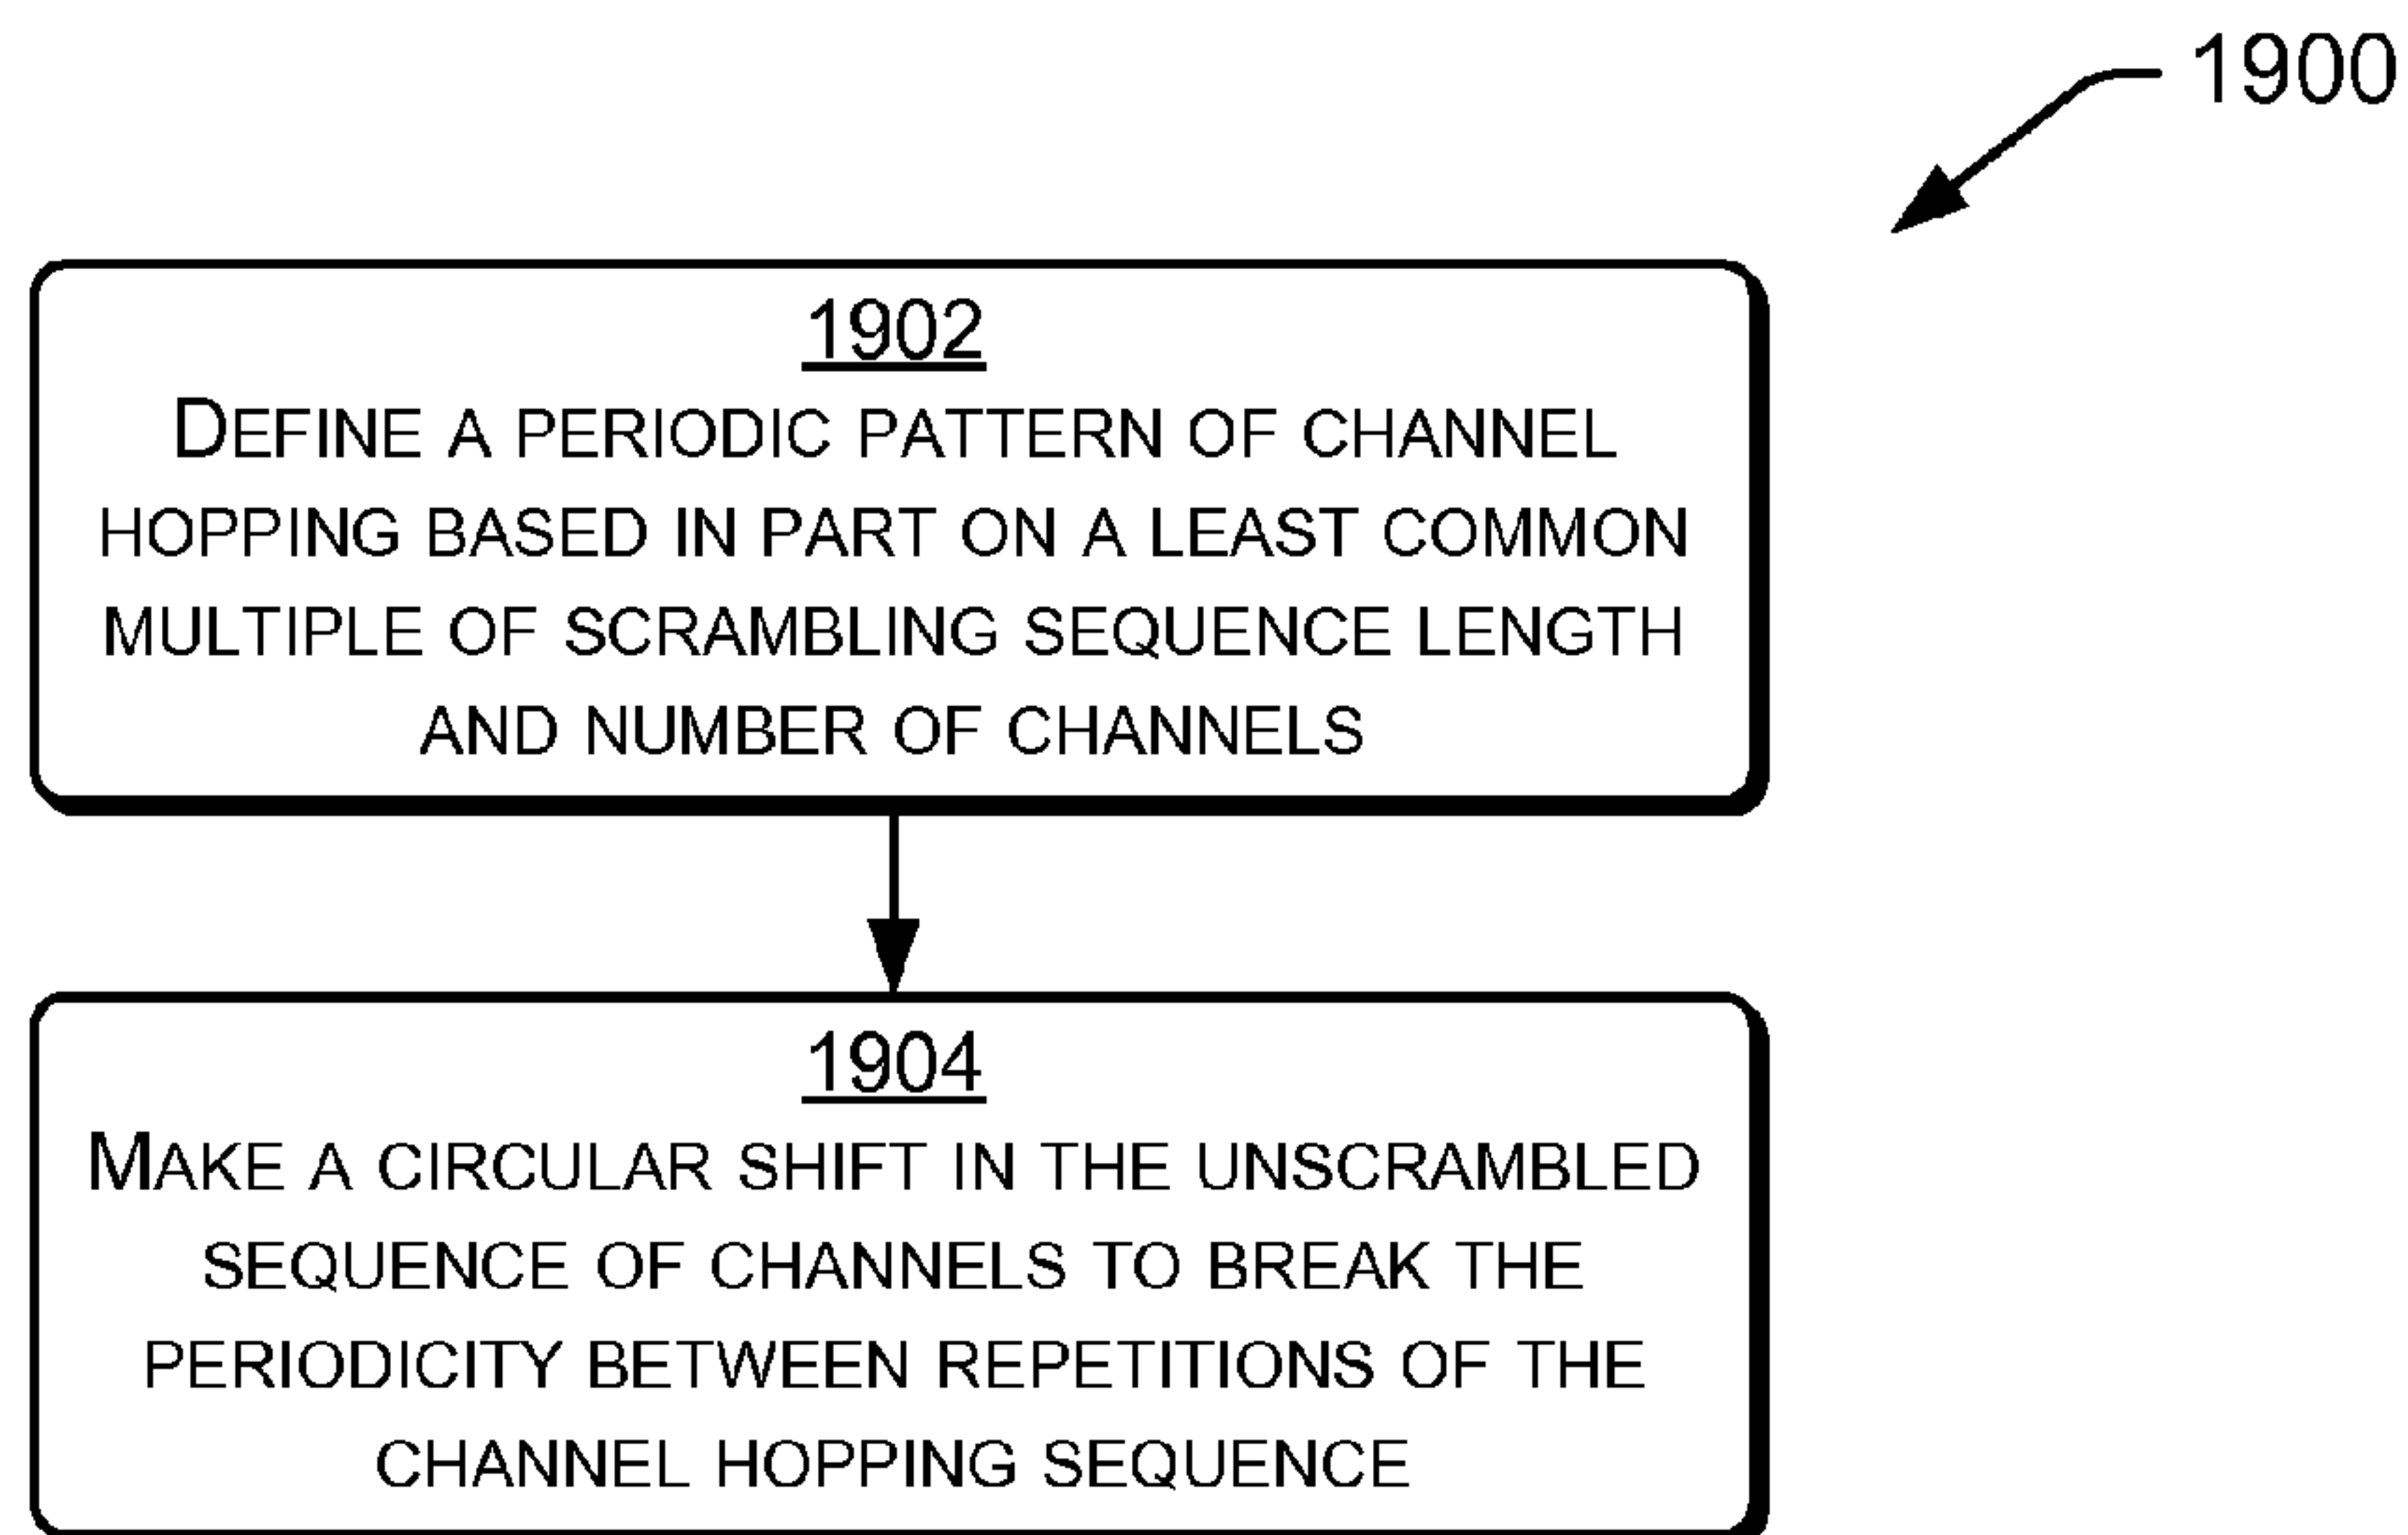 1900
1902
DEFINE A PERIODIC PATTERN OF CHANNEL
HOPPING BASED IN PART ON A LEAST COMMON
MULTIPLE OF SCRAMBLING SEQUENCE LENGTH
AND NUMBER OF CHANNELS
1904
MAKE A CIRCULAR SHIFT IN THE UNSCRAMBLED
SEQUENCE OF CHANNELS TO BREAK THE
PERIODICITY BETWEEN REPETITIONS OF THE
CHANNEL HOPPING SEQUENCE